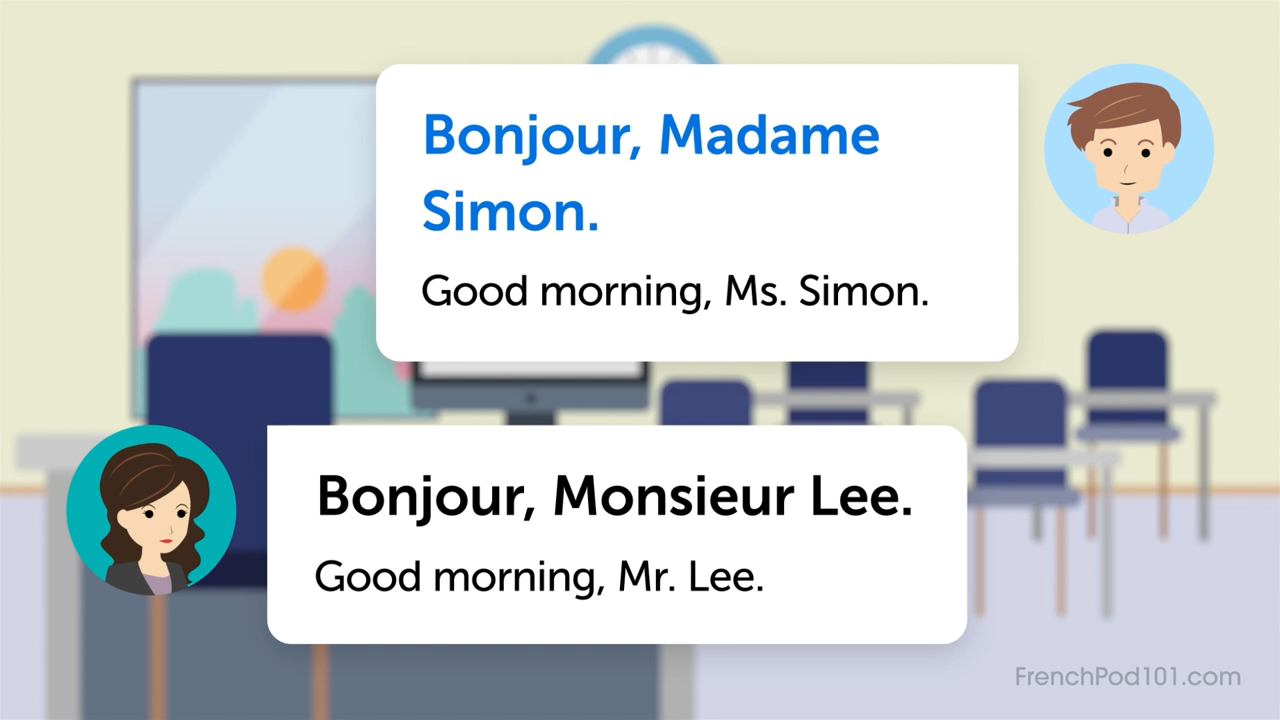 Bonjour, Madame
Simon.
Good morning, Ms. Simon.
Bonjour, Monsieur Lee.
Good morning, Mr. Lee.
FrenchPod101.com